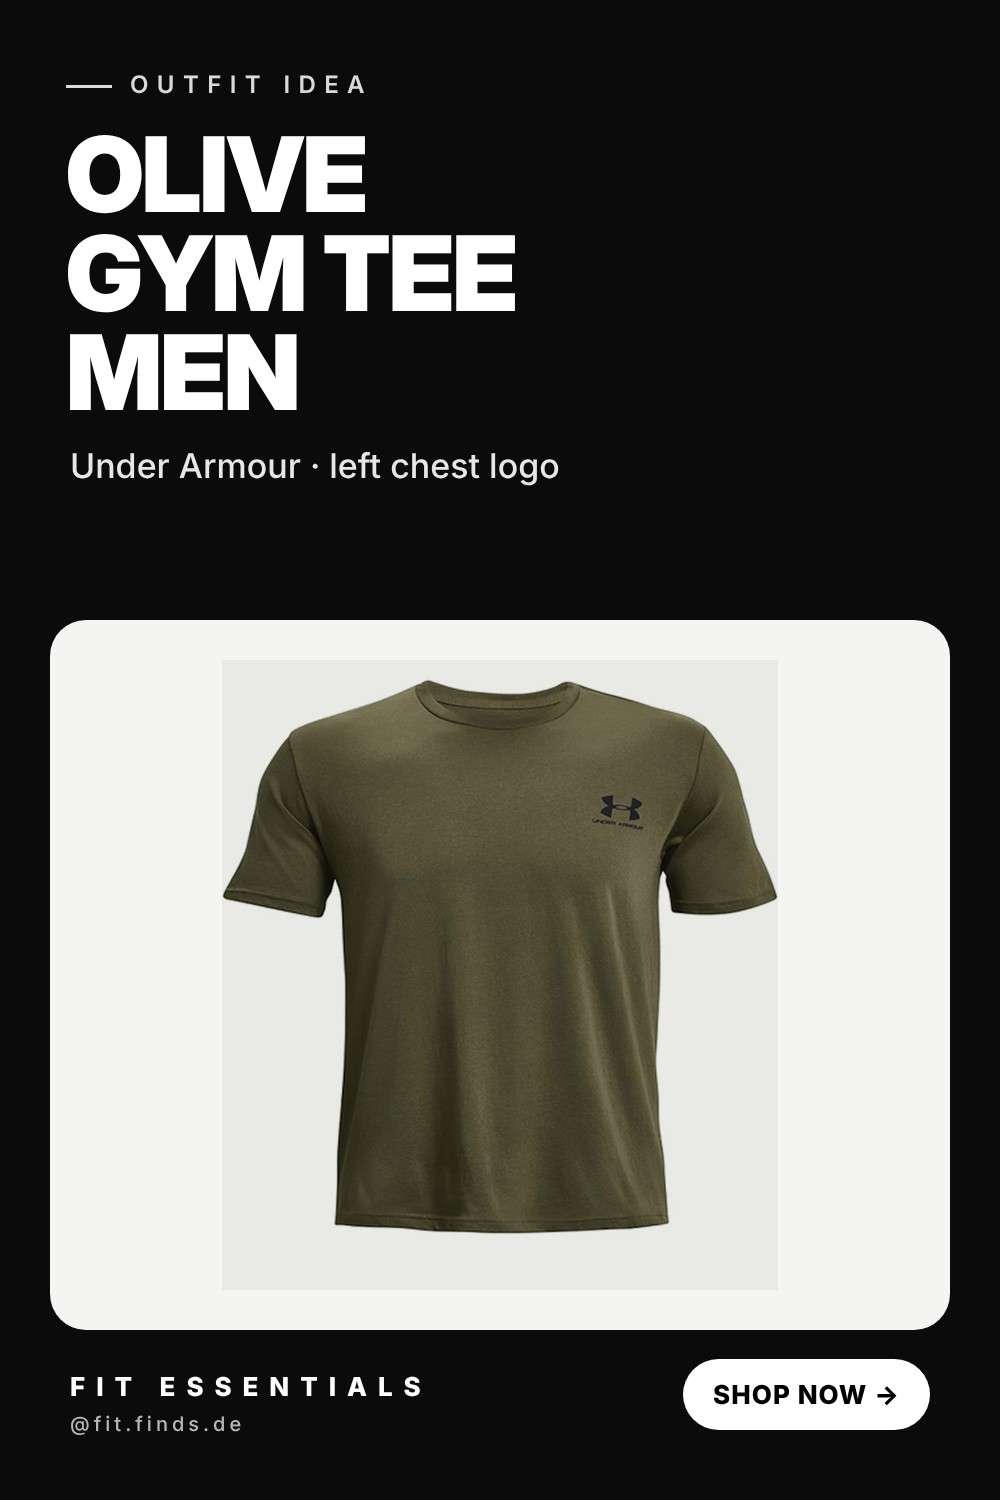 OUTFIT IDEA
OLIVE
GYM TEE
MEN
Under Armour · left chest logo
UNDER ARMOUR
FIT ESSENTIALS
@fit.finds.de
SHOP NOW →